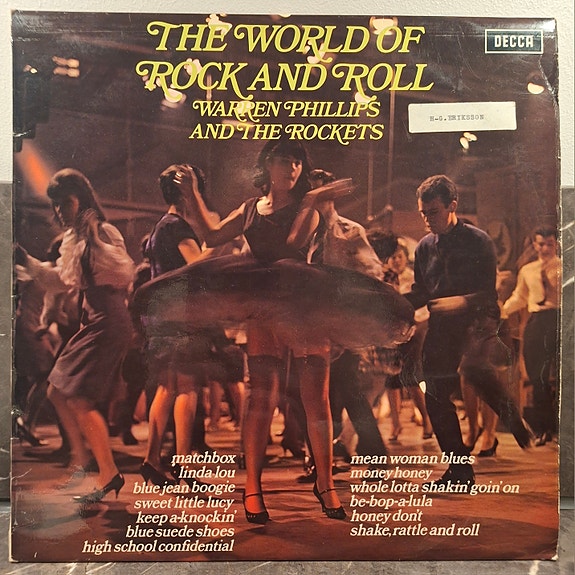 THE WORLD OF
ROCK AND ROLL
WARREN PHILLIPS
AND THE ROCKETS
DECCA
H-G.ERIKSSON
matchbox
linda-lou
blue jean boogie
sweet little lucy
keep a-knockin'
blue suede shoes
high school confidential
mean woman blues
money honey
whole lotta shakin' goin' on
be-bop-a-lula
honey don't
shake, rattle and roll